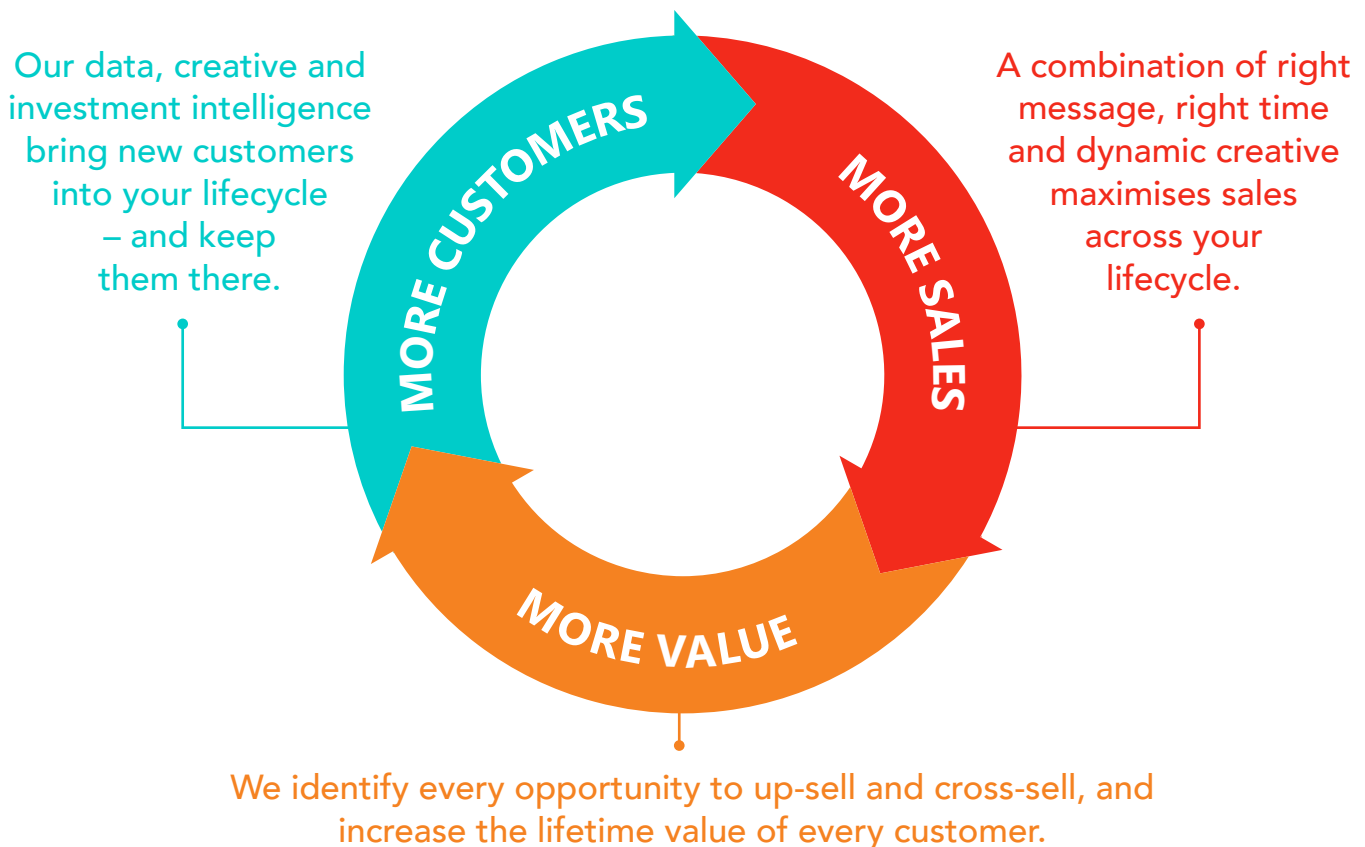 Our data, creative and
investment intelligence
bring new customers
into your lifecycle
– and keep
them there.
MORE CUSTOMERS
MORE SALES
A combination of right
message, right time
and dynamic creative
maximises sales
across your
lifecycle.
MORE VALUE
We identify every opportunity to up-sell and cross-sell, and
increase the lifetime value of every customer.